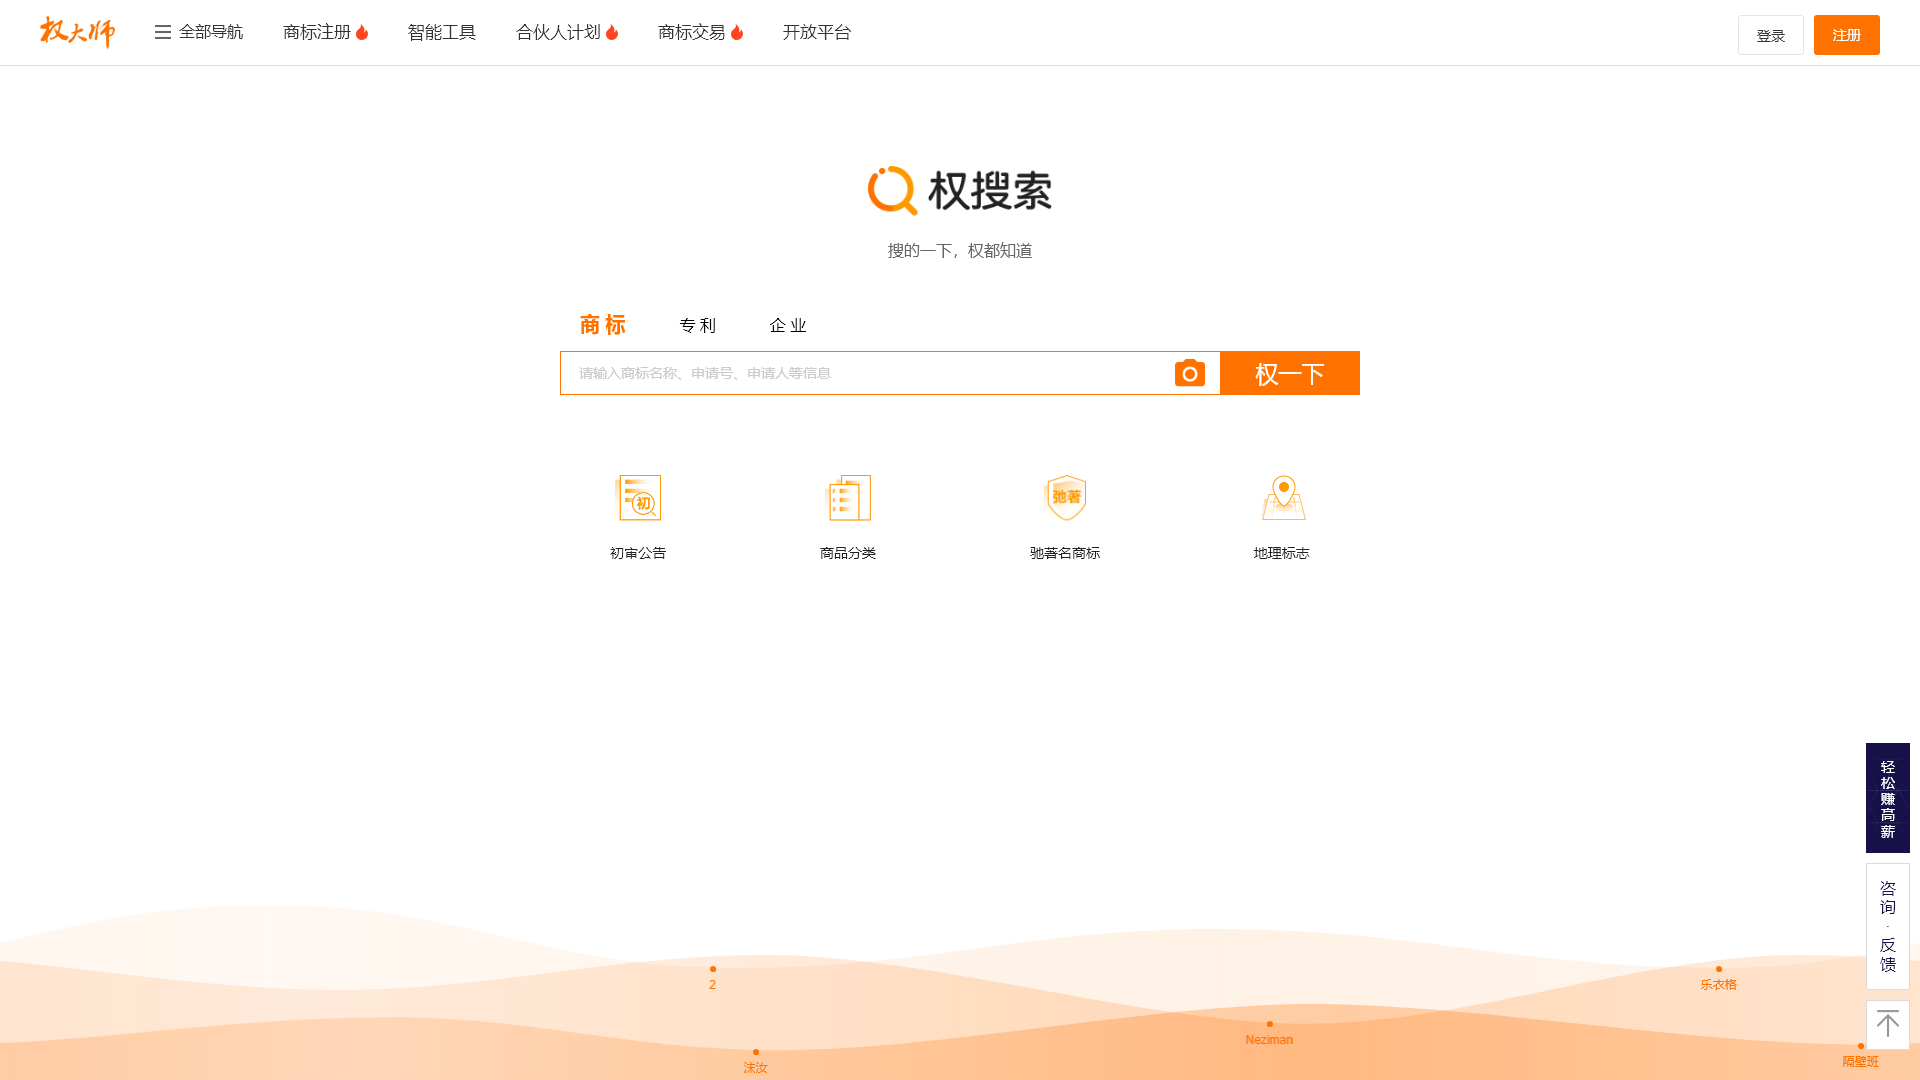 权大师
全部导航
商标注册
智能工具
合伙人计划
商标交易
开放平台
登录
注册
权搜索
搜的一下，权都知道
商标
专利
企业
请输入商标名称、申请号、申请人等信息
权一下
初
弛著
初审公告
商品分类
驰著名商标
地理标志
轻松赚高薪
咨询·反馈
2
乐衣格
Neziman
沫汝
隔壁班